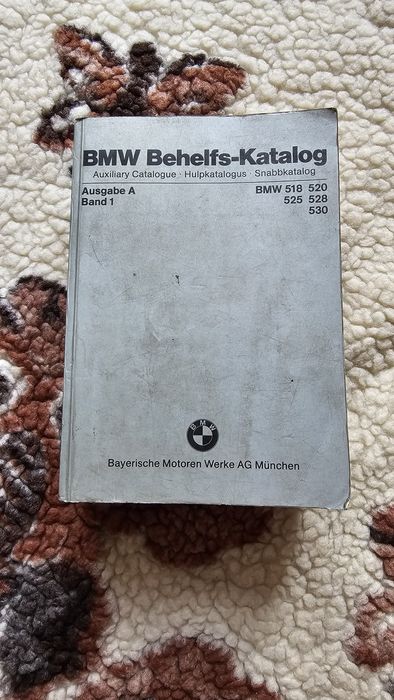 BMW Behelfs-Katalog
Auxiliary Catalogue · Hulpkatalogus · Snabbkatalog
Ausgabe A BMW 518 520
Band 1 525 528
530
BMW
Bayerische Motoren Werke AG München